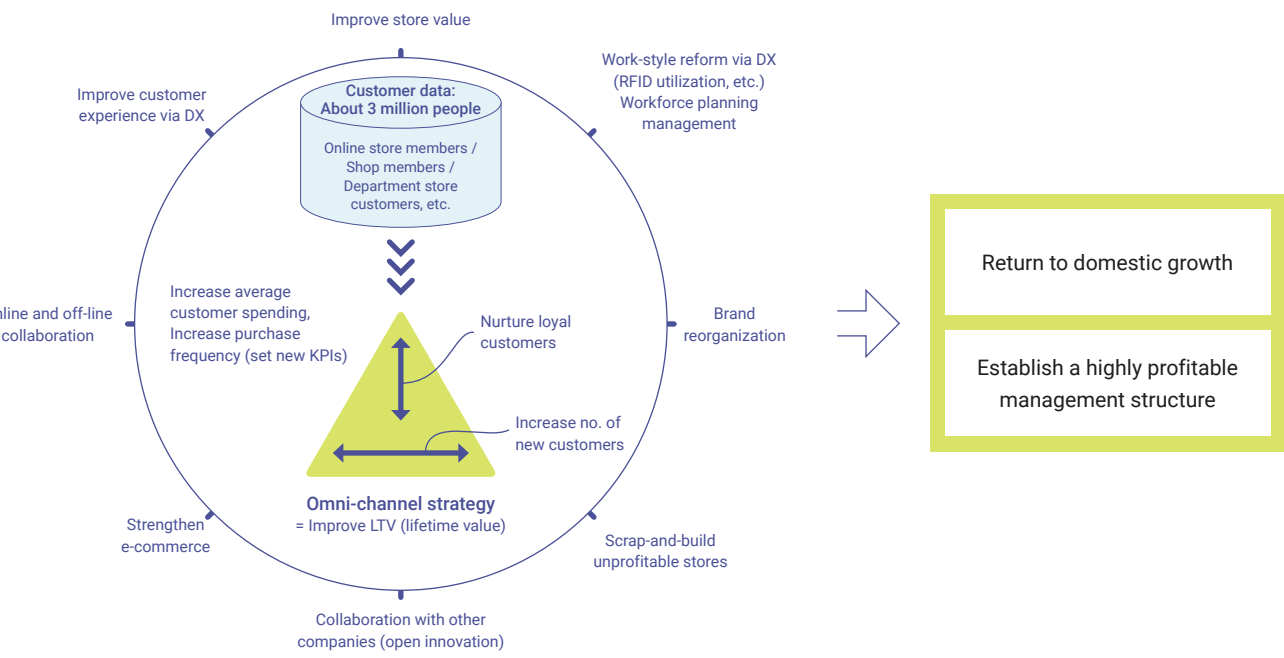 Improve store value
Work-style reform via DX
(RFID utilization, etc.)
Workforce planning
management
Customer data:
About 3 million people
Improve customer
experience via DX
Online store members /
Shop members /
Department store
customers, etc.
Increase average
customer spending,
Increase purchase
frequency (set new KPIs)
Nurture loyal
customers
and off-line
collaboration
Brand
reorganization
Return to domestic growth
Establish a highly profitable
management structure
Increase no. of
new customers
Omni-channel strategy
= Improve LTV (lifetime value)
Strengthen
e-commerce
Scrap-and-build
unprofitable stores
Collaboration with other
companies (open innovation)